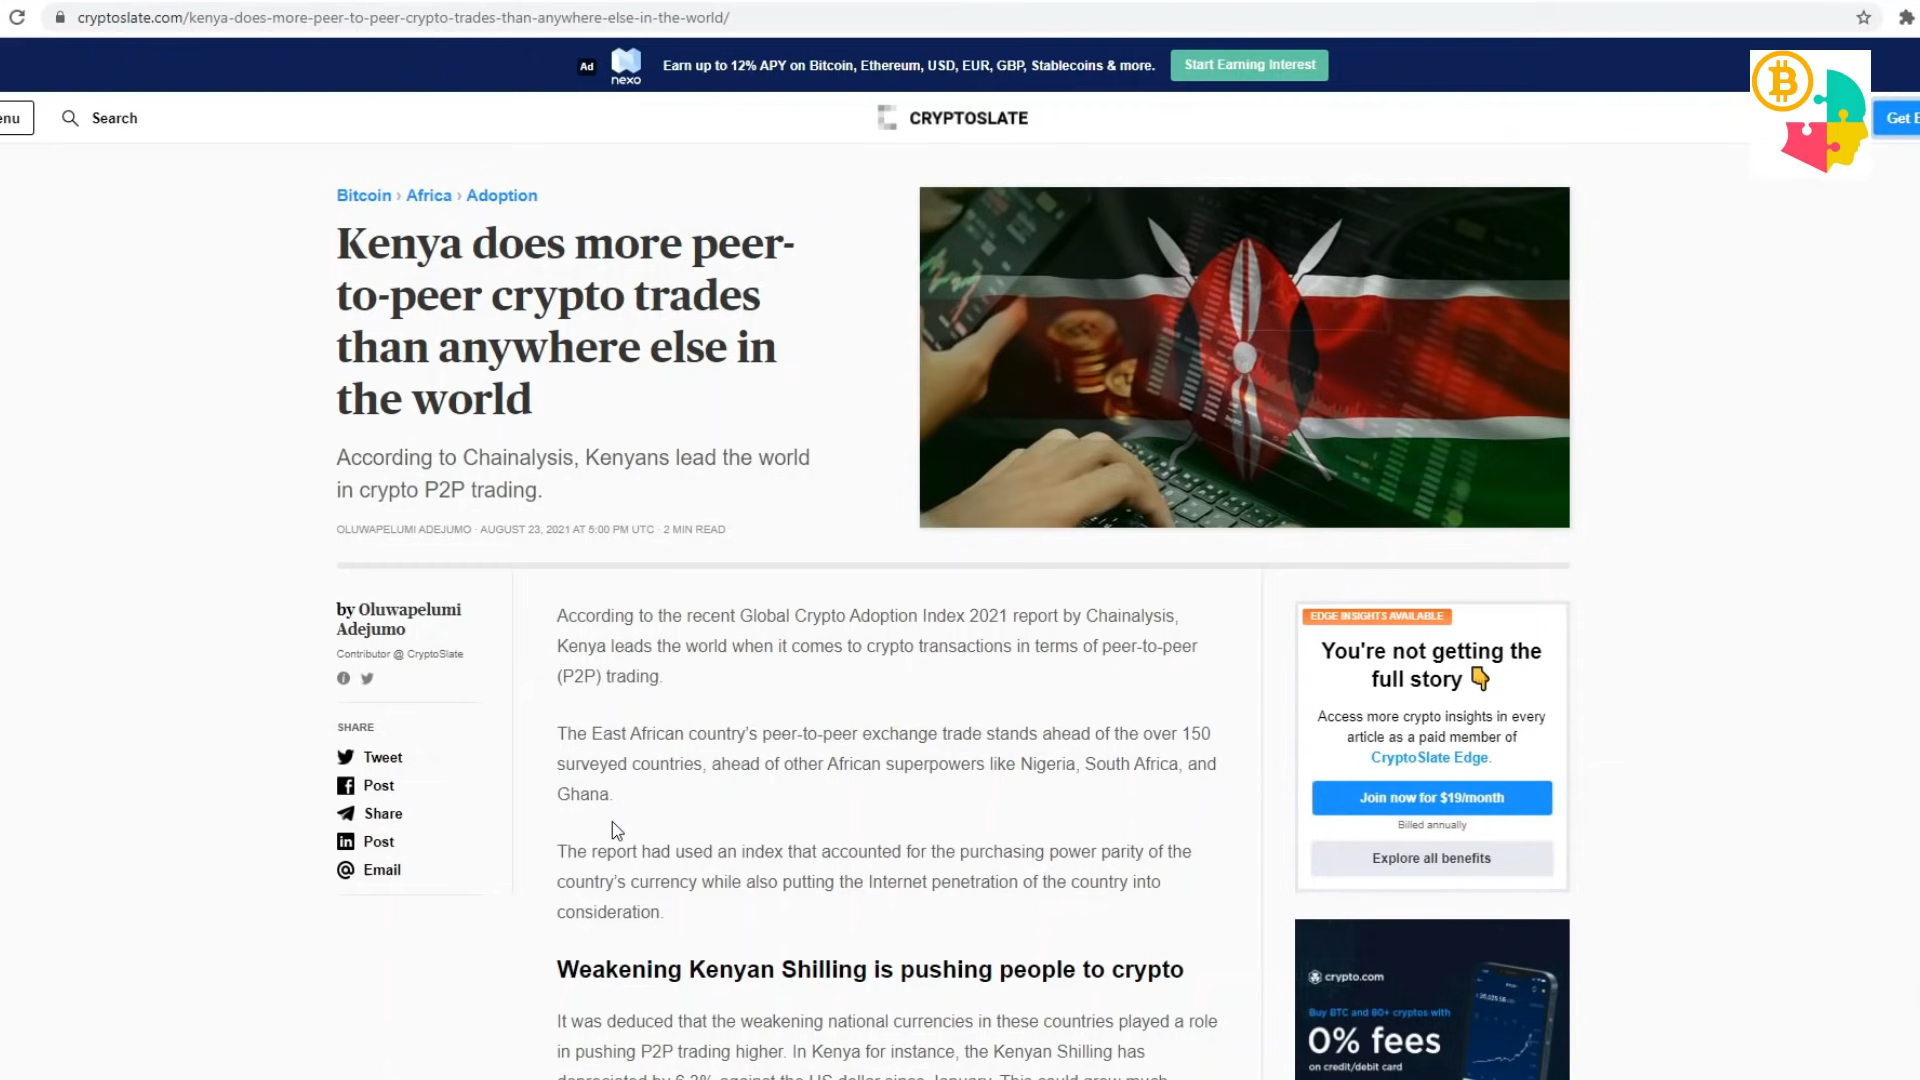 cryptoslate.com/kenya-does-more-peer-to-peer-crypto-trades-than-anywhere-else-in-the-world/
Ad
nexo
Earn up to 12% APY on Bitcoin, Ethereum, USD, EUR, GBP, Stablecoins & more.
Start Earning Interest
enu
Search
CRYPTOSLATE
Get E
Bitcoin › Africa › Adoption
Kenya does more peer-
to-peer crypto trades
than anywhere else in
the world
According to Chainalysis, Kenyans lead the world
in crypto P2P trading.
OLUWAPELUMI ADEJUMO · AUGUST 23, 2021 AT 5:00 PM UTC · 2 MIN READ
by Oluwapelumi
Adejumo
Contributor @ CryptoSlate
SHARE
Tweet
Post
Share
Post
Email
According to the recent Global Crypto Adoption Index 2021 report by Chainalysis,
Kenya leads the world when it comes to crypto transactions in terms of peer-to-peer
(P2P) trading.
The East African country's peer-to-peer exchange trade stands ahead of the over 150
surveyed countries, ahead of other African superpowers like Nigeria, South Africa, and
Ghana.
The report had used an index that accounted for the purchasing power parity of the
country's currency while also putting the Internet penetration of the country into
consideration.
Weakening Kenyan Shilling is pushing people to crypto
It was deduced that the weakening national currencies in these countries played a role
in pushing P2P trading higher. In Kenya for instance, the Kenyan Shilling has
EDGE INSIGHTS AVAILABLE
You're not getting the
full story 👇
Access more crypto insights in every
article as a paid member of
CryptoSlate Edge.
Join now for $19/month
Billed annually
Explore all benefits
crypto.com
Buy BTC and 80+ cryptos with
0% fees
on credit/debit card